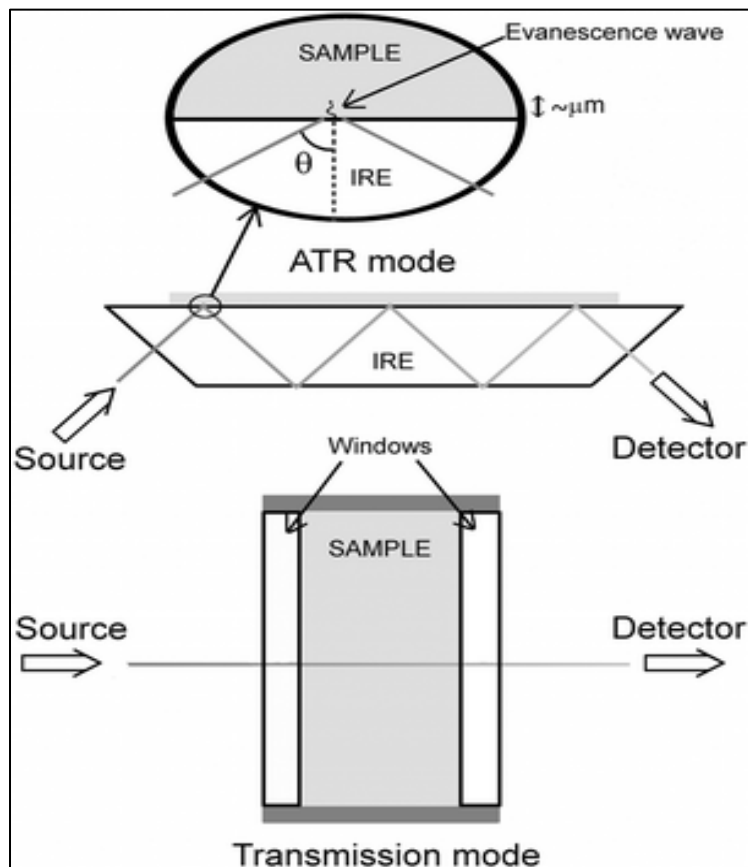 Evanescence wave
SAMPLE
↕ ~μm
θ
IRE
ATR mode
IRE
Source
Detector
Windows
SAMPLE
Source
Detector
Transmission mode